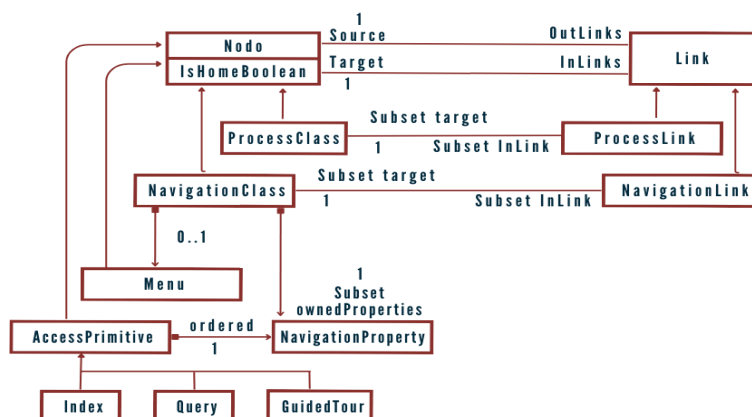 1
Source
OutLinks
Nodo
Link
IsHomeBoolean
Target
InLinks
1
Subset target
ProcessClass
ProcessLink
1
Subset InLink
Subset target
NavigationClass
NavigationLink
1
Subset InLink
0..1
1
Menu
Subset
ownedProperties
ordered
AccessPrimitive
NavigationProperty
1
Index
Query
GuidedTour